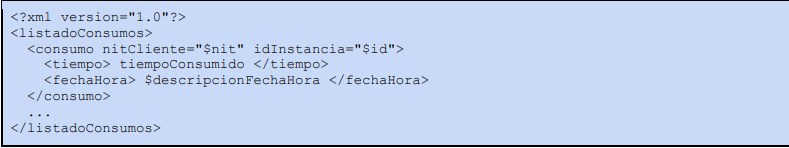 <?xml version="1.0"?>
<listadoConsumos>
  <consumo nitCliente="$nit" idInstancia="$id">
    <tiempo> tiempoConsumido </tiempo>
    <fechaHora> $descripcionFechaHora </fechaHora>
  </consumo>
  ...
</listadoConsumos>